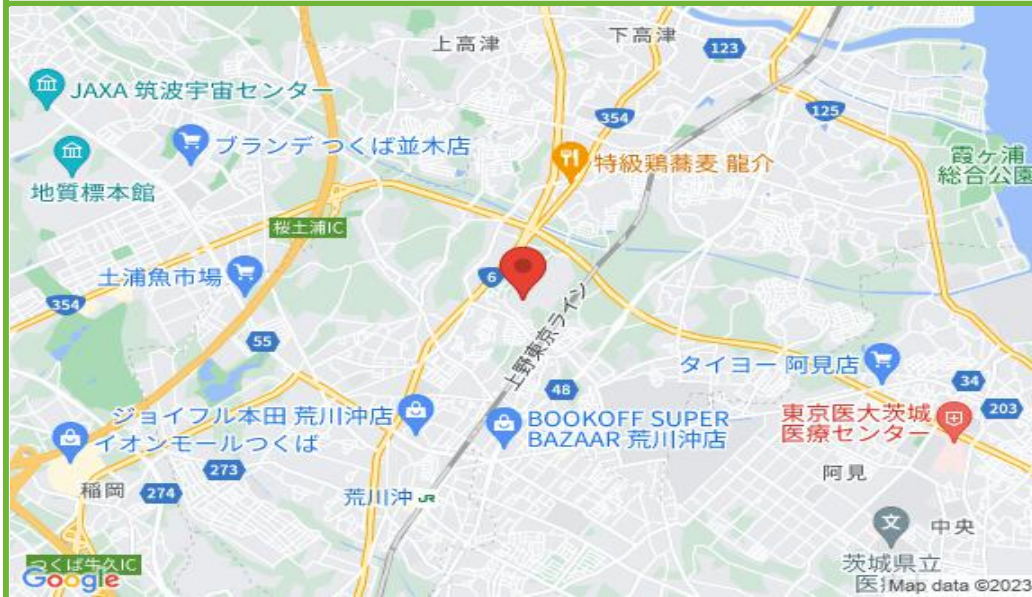 上高津
下高津
123
JAXA 筑波宇宙センター
354
125
ブランデ つくば並木店
特級鶏蕎麦 龍介
霞ヶ浦
総合公園
地質標本館
桜土浦IC
土浦魚市場
6
354
上野東京ライン
55
タイヨー 阿見店
48
34
203
ジョイフル本田 荒川沖店
BOOKOFF SUPER
BAZAAR 荒川沖店
東京医大茨城
医療センター
イオンモールつくば
273
阿見
稲岡
274
荒川沖 JR
中央
つくば牛久IC
茨城県立
医
Google
Map data ©2023